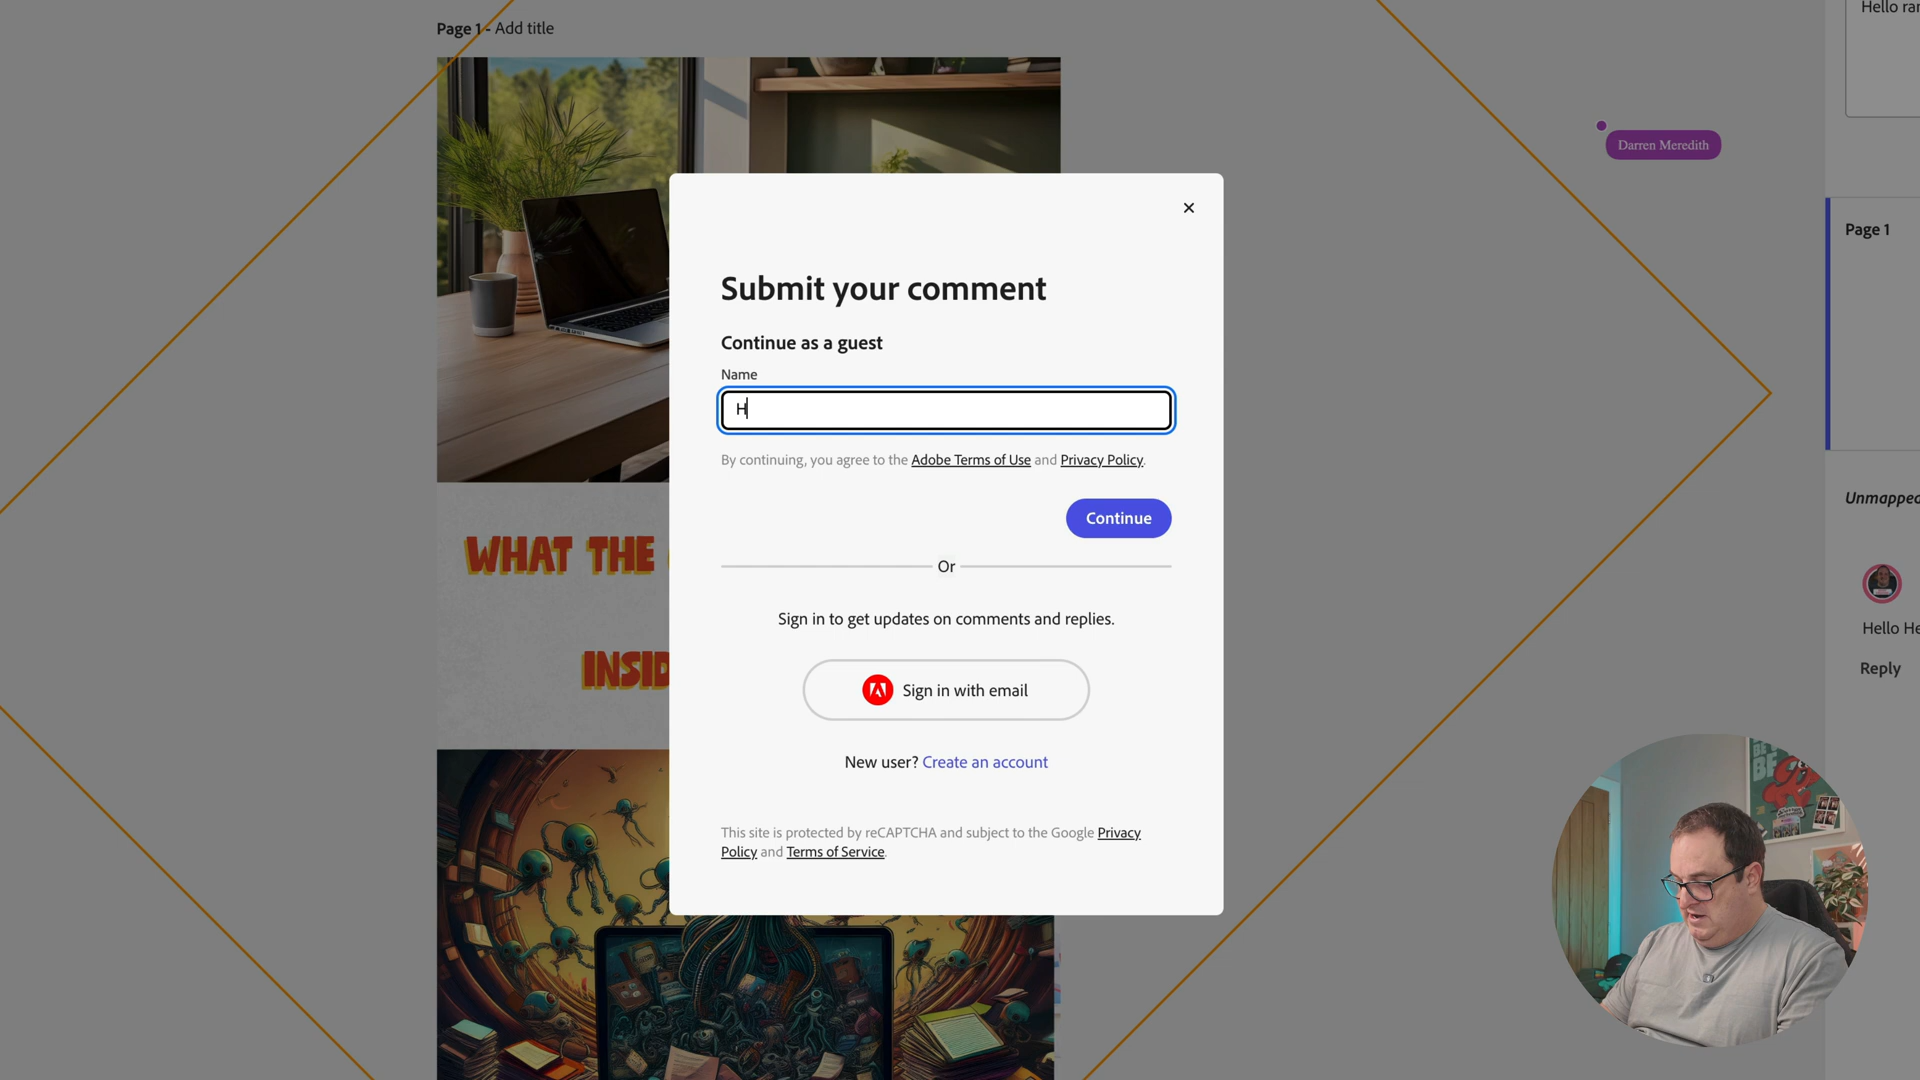 Page 1 - Add title
Hello ran
Darren Meredith
Page 1
Submit your comment
Continue as a guest
Name
H
By continuing, you agree to the Adobe Terms of Use and Privacy Policy.
Continue
Or
Sign in to get updates on comments and replies.
Sign in with email
New user? Create an account
This site is protected by reCAPTCHA and subject to the Google Privacy
Policy and Terms of Service.
WHAT THE
INSID
Unmapped
Hello He
Reply